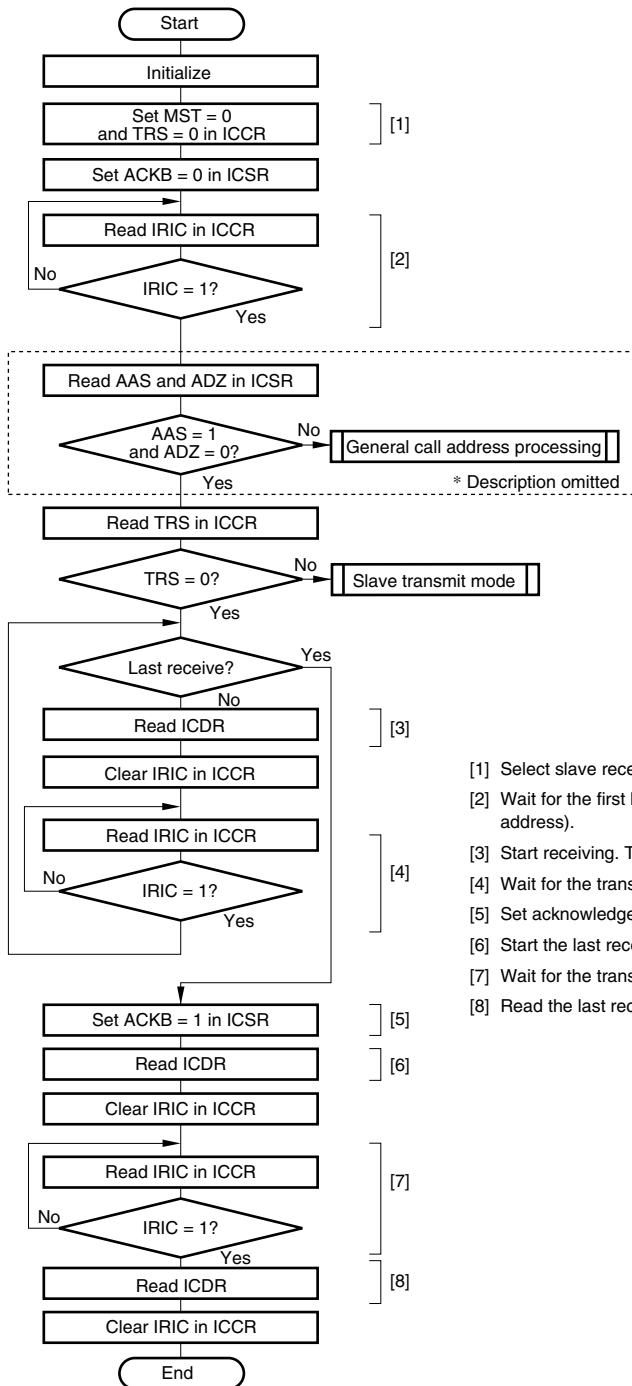 Start
Initialize
Set MST = 0
and TRS = 0 in ICCR
[1]
Set ACKB = 0 in ICSR
Read IRIC in ICCR
[2]
No
IRIC = 1?
Yes
Read AAS and ADZ in ICSR
AAS = 1
and ADZ = 0?
No
General call address processing
Yes
* Description omitted
Read TRS in ICCR
TRS = 0?
No
Slave transmit mode
Yes
Last receive?
Yes
No
Read ICDR
[3]
Clear IRIC in ICCR
Read IRIC in ICCR
[4]
No
IRIC = 1?
Yes
Set ACKB = 1 in ICSR
[5]
Read ICDR
[6]
Clear IRIC in ICCR
Read IRIC in ICCR
[7]
No
IRIC = 1?
Yes
Read ICDR
[8]
Clear IRIC in ICCR
End
[1] Select slave
[2] Wait for the first
address).
[3] Start receiving.
[4] Wait for the
[5] Set
[6] Start the last
[7] Wait for the
[8] Read the last